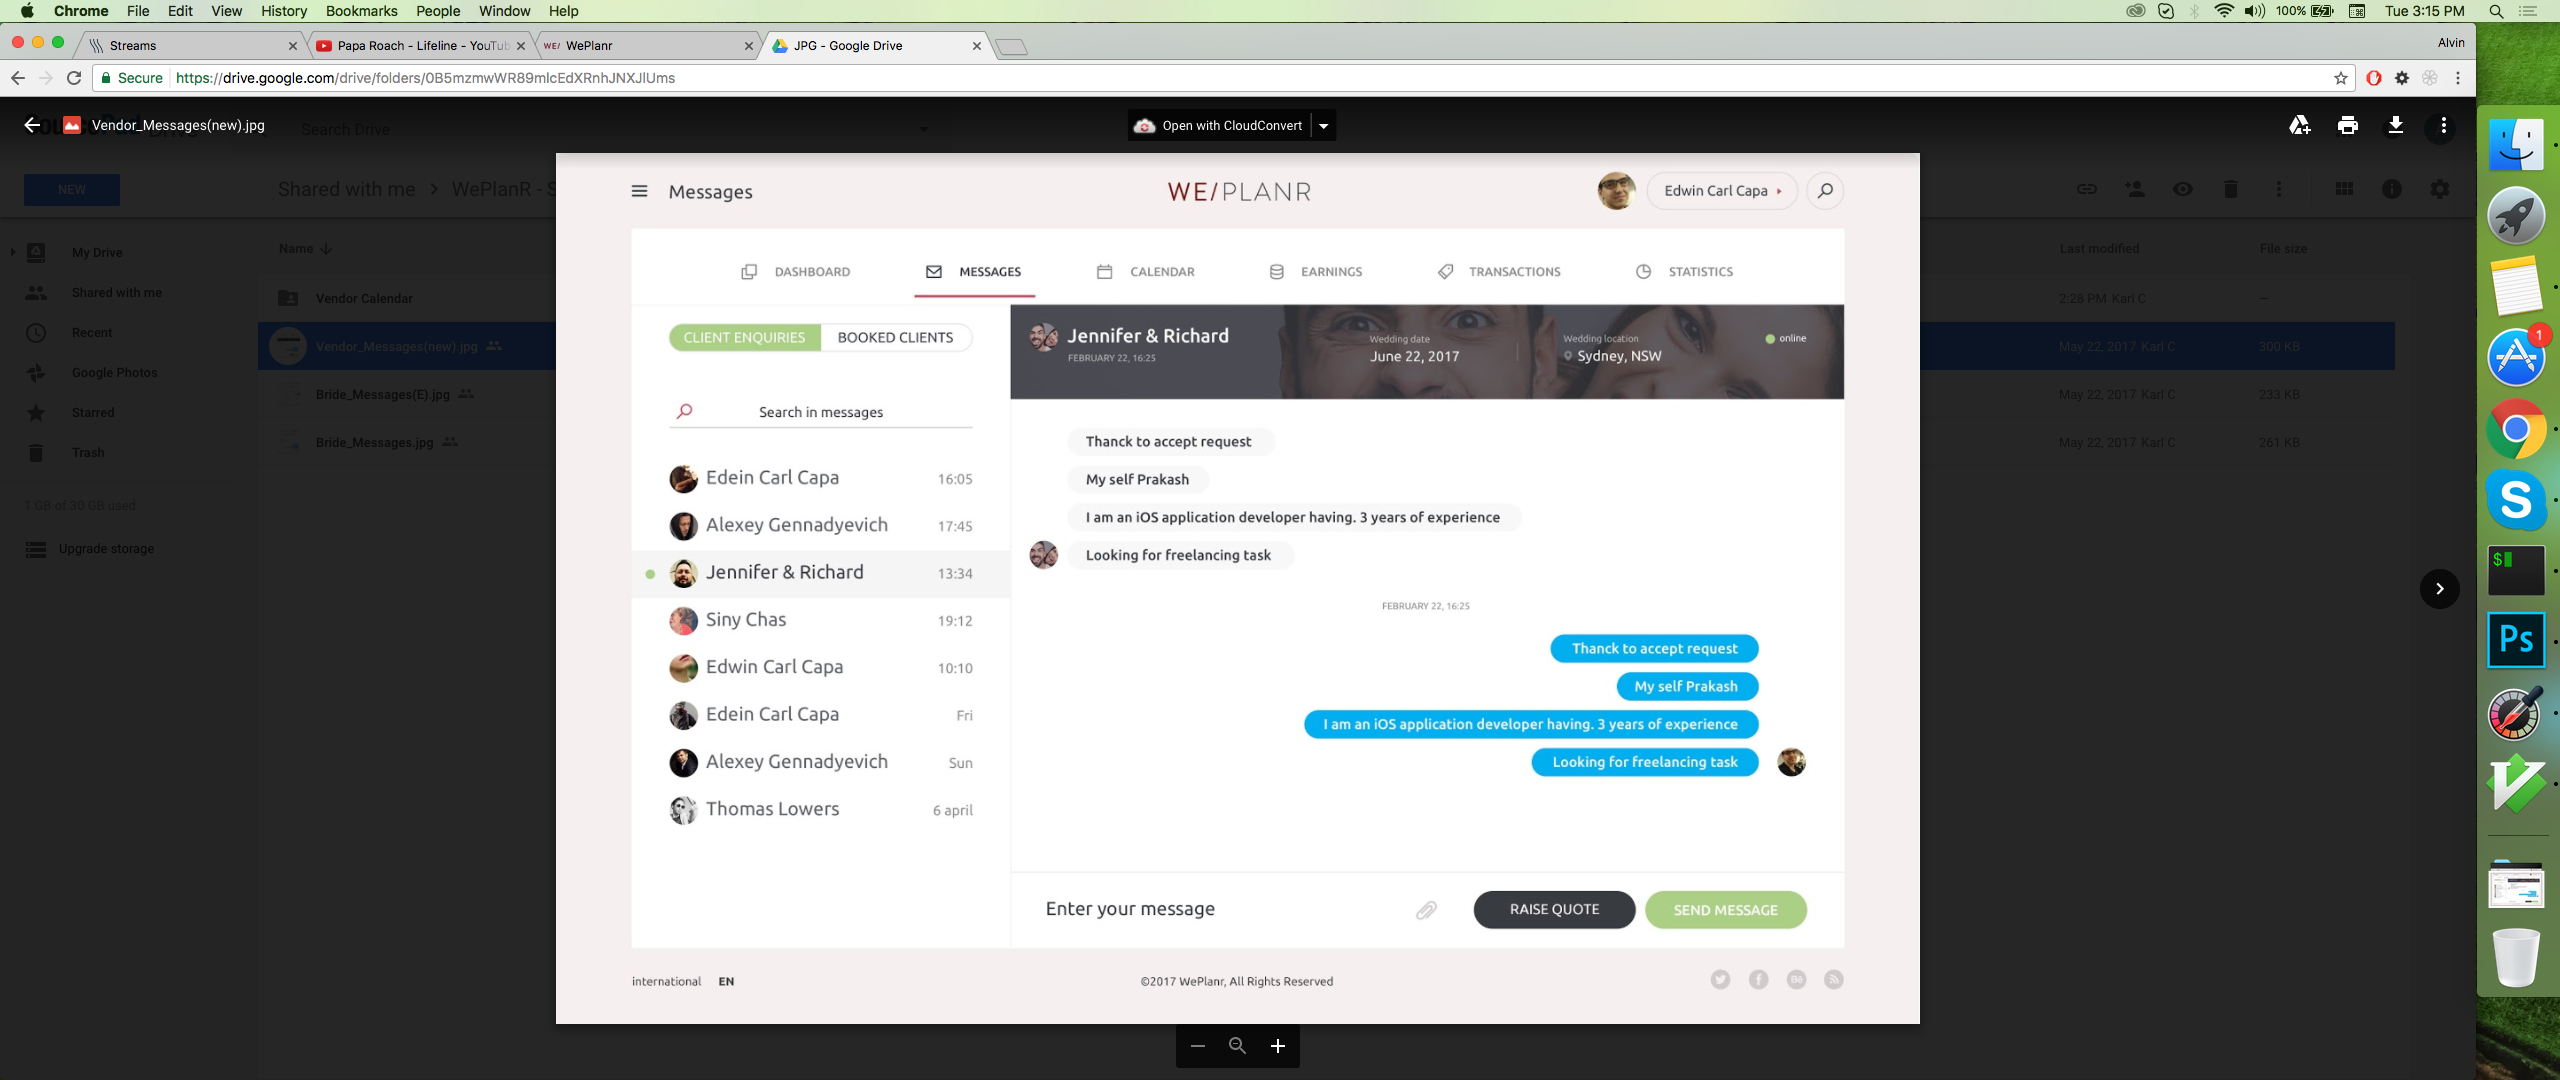 Chrome File Edit View History Bookmarks People Window Help
100% Tue 3:15 PM
Streams
Papa Roach - Lifeline - YouTub
WE/ WePlanr
JPG - Google Drive
Alvin
Secure https://drive.google.com/drive/folders/0B5mzmwWR89mlcEdXRnhJNXJlUms
Vendor_Messages(new).jpg
Search Drive
Open with CloudConvert
NEW
Shared with me > WePlanR - S
My Drive
Shared with me
Recent
Google Photos
Starred
Trash
1 GB of 30 GB used
Upgrade storage
Name
Last modified
File size
Vendor Calendar
2:28 PM Karl C
—
Vendor_Messages(new).jpg
May 22, 2017 Karl C
300 KB
Bride_Messages(E).jpg
May 22, 2017 Karl C
233 KB
Bride_Messages.jpg
May 22, 2017 Karl C
261 KB
Messages
WE/PLANR
Edwin Carl Capa
DASHBOARD
MESSAGES
CALENDAR
EARNINGS
TRANSACTIONS
STATISTICS
CLIENT ENQUIRIES
BOOKED CLIENTS
Search in messages
Edein Carl Capa 16:05
Alexey Gennadyevich 17:45
Jennifer & Richard 13:34
Siny Chas 19:12
Edwin Carl Capa 10:10
Edein Carl Capa Fri
Alexey Gennadyevich Sun
Thomas Lowers 6 april
Jennifer & Richard
FEBRUARY 22, 16:25
Wedding date
June 22, 2017
Wedding location
Sydney, NSW
online
Thanck to accept request
My self Prakash
I am an iOS application developer having. 3 years of experience
Looking for freelancing task
FEBRUARY 22, 16:25
Thanck to accept request
My self Prakash
I am an iOS application developer having. 3 years of experience
Looking for freelancing task
Enter your message
RAISE QUOTE
SEND MESSAGE
international EN
©2017 WePlanr, All Rights Reserved
Bē
1
S
$
Ps